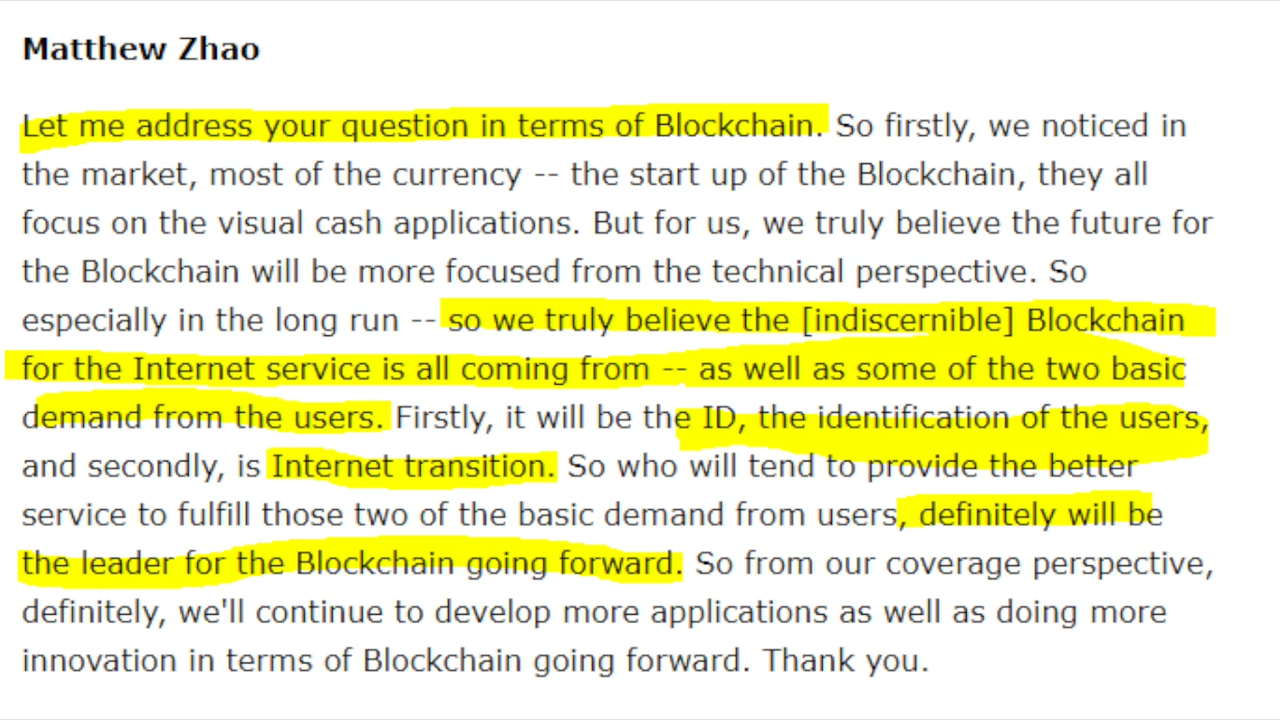 Matthew Zhao
Let me address your question in terms of Blockchain. So firstly, we noticed in
the market, most of the currency -- the start up of the Blockchain, they all
focus on the visual cash applications. But for us, we truly believe the future for
the Blockchain will be more focused from the technical perspective. So
especially in the long run -- so we truly believe the [indiscernible] Blockchain
for the Internet service is all coming from -- as well as some of the two basic
demand from the users. Firstly, it will be the ID, the identification of the users,
and secondly, is Internet transition. So who will tend to provide the better
service to fulfill those two of the basic demand from users, definitely will be
the leader for the Blockchain going forward. So from our coverage perspective,
definitely, we'll continue to develop more applications as well as doing more
innovation in terms of Blockchain going forward. Thank you.